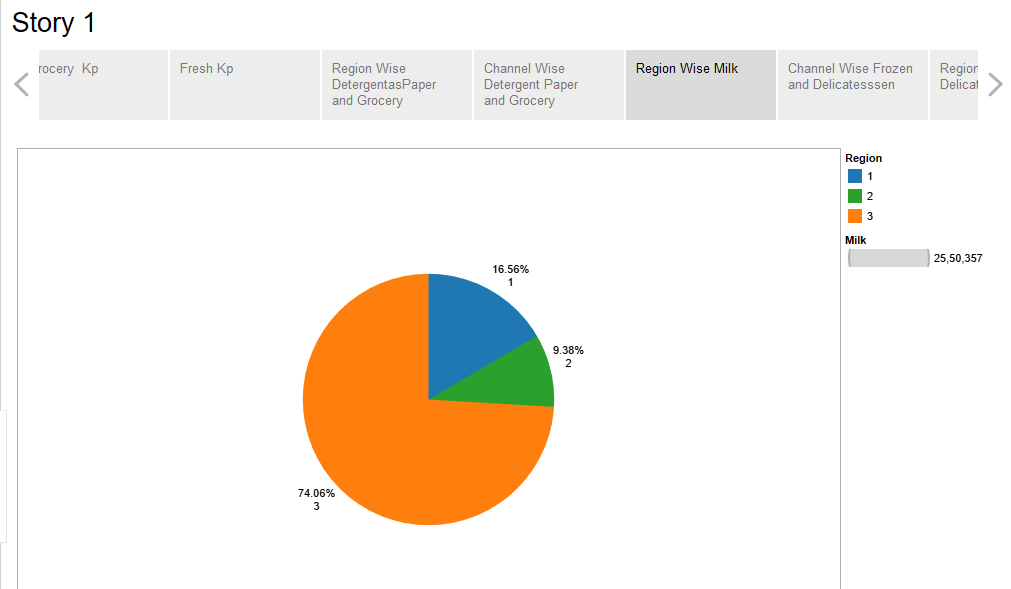 Story 1
rocery Kp
Fresh Kp
Region Wise
DetergentasPaper
and Grocery
Channel Wise
Detergent Paper
and Grocery
Region Wise Milk
Channel Wise Frozen
and Delicatesssen
Region
Delicat
Region
1
2
3
Milk
25,50,357
16.56%
1
9.38%
2
74.06%
3